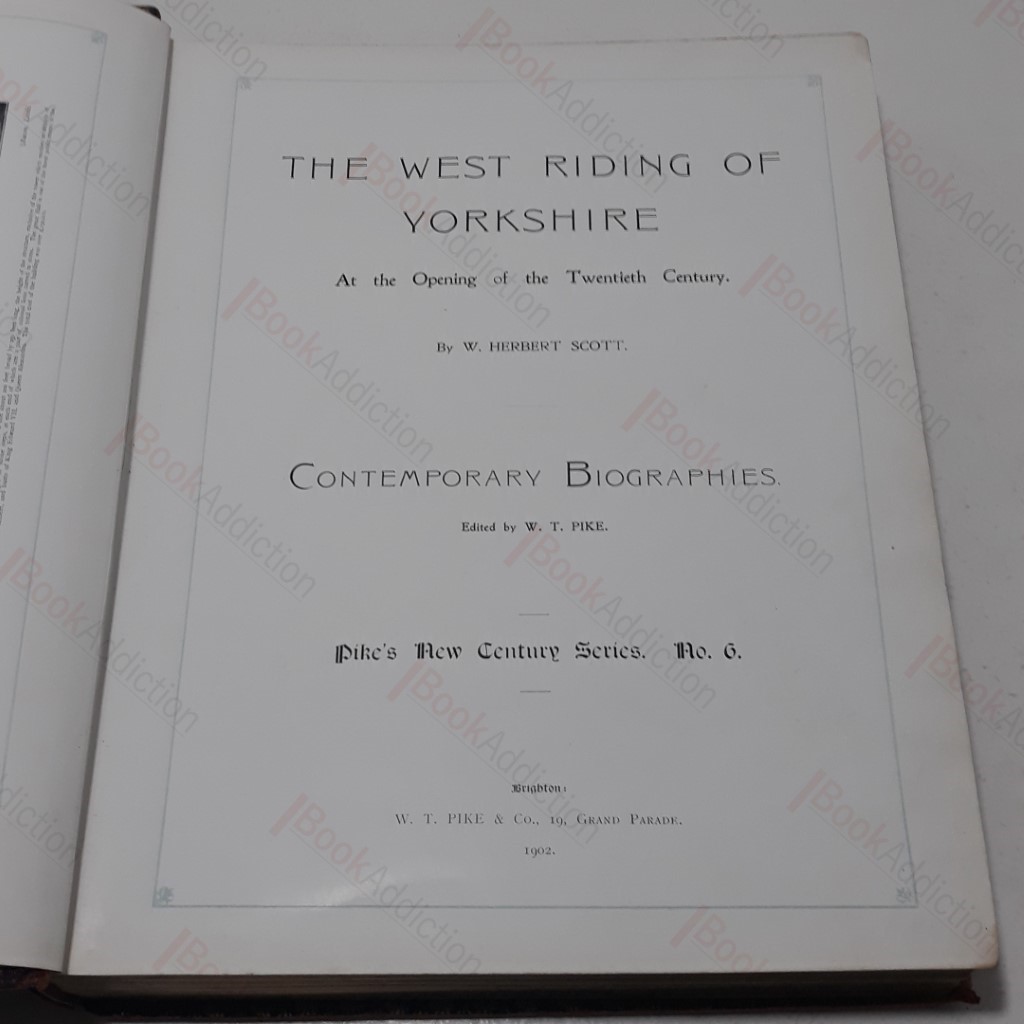 THE WEST RIDING OF
YORKSHIRE
At the Opening of the Twentieth Century.
By W. HERBERT SCOTT.
CONTEMPORARY BIOGRAPHIES.
Edited by W. T. PIKE.
Pike's New Century Series. No. 6.
Brighton:
W. T. PIKE & Co., 19, GRAND PARADE.
1902.
BookAddiction